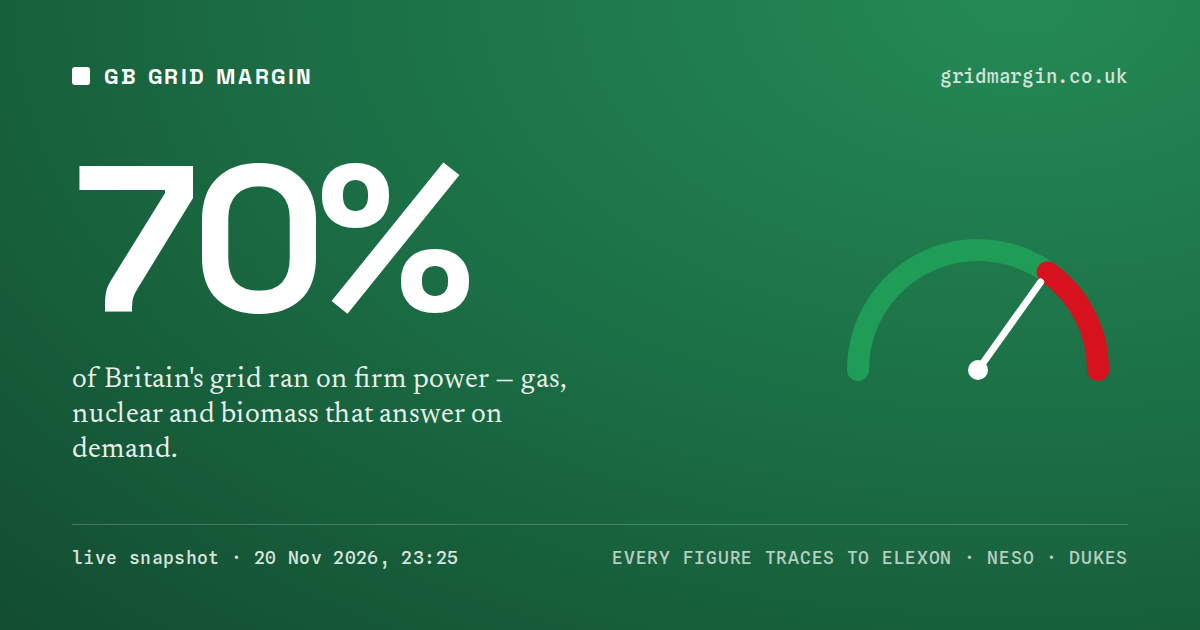 GB GRID MARGIN
gridmargin.co.uk
70%
of Britain's grid ran on firm power – gas,
nuclear and biomass that answer on
demand.
live snapshot · 20 Nov 2026, 23:25
EVERY FIGURE TRACES TO ELEXON · NESO · DUKES